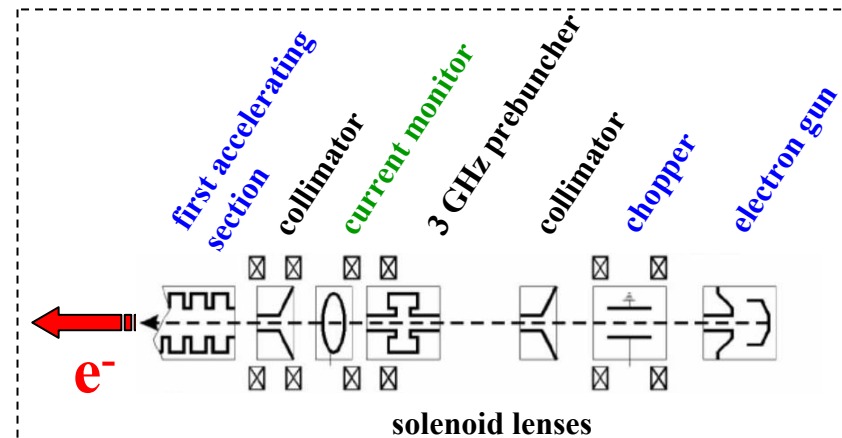 first accelerating
section
collimator
current monitor
3 GHz prebuncher
collimator
chopper
electron gun
e-
solenoid lenses